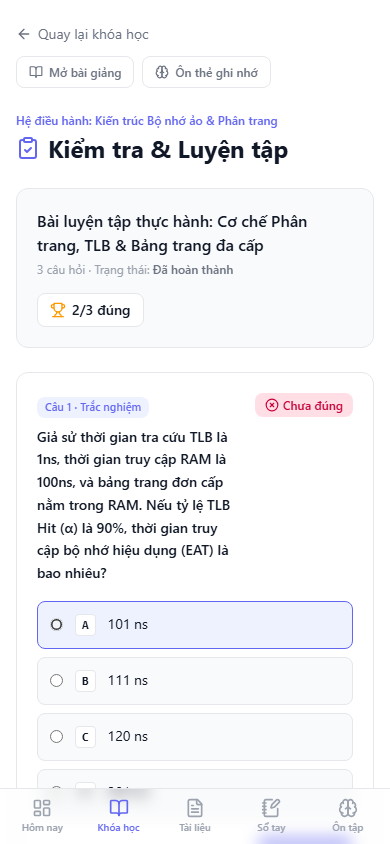 Quay lại khóa học
Mở bài giảng
Ôn thẻ ghi nhớ
Hệ điều hành: Kiến trúc Bộ nhớ ảo & Phân trang
Kiểm tra & Luyện tập
Bài luyện tập thực hành: Cơ chế Phân
trang, TLB & Bảng trang đa cấp
3 câu hỏi · Trạng thái: Đã hoàn thành
2/3 đúng
Câu 1 · Trắc nghiệm
Chưa đúng
Giả sử thời gian tra cứu TLB là
1ns, thời gian truy cập RAM là
100ns, và bảng trang đơn cấp
nằm trong RAM. Nếu tỷ lệ TLB
Hit (α) là 90%, thời gian truy
cập bộ nhớ hiệu dụng (EAT) là
bao nhiêu?
A 101 ns
B 111 ns
C 120 ns
Hôm nay
Khóa học
Tài liệu
Sổ tay
Ôn tập